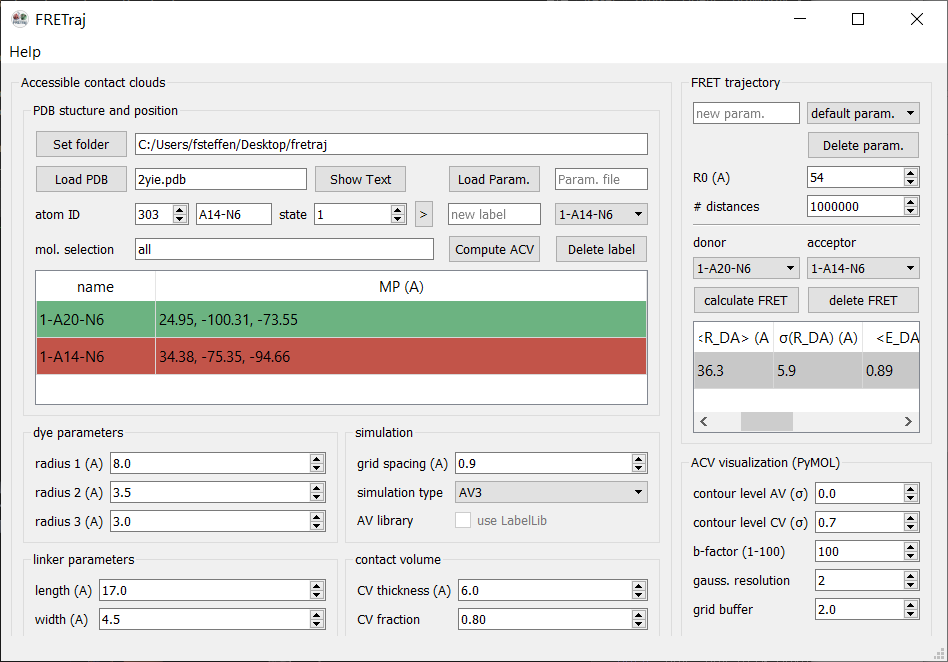 FRETraj
Help
Accessible contact clouds
PDB stucture and position
Set folder C:/Users/fsteffen/Desktop/fretraj
Load PDB 2yie.pdb Show Text Load Param. Param. file
atom ID 303 A14-N6 state 1 > new label 1-A14-N6
mol. selection all Compute ACV Delete label
name MP (A)
1-A20-N6 24.95, -100.31, -73.55
1-A14-N6 34.38, -75.35, -94.66
dye parameters
radius 1 (A) 8.0
radius 2 (A) 3.5
radius 3 (A) 3.0
simulation
grid spacing (A) 0.9
simulation type AV3
AV library use LabelLib
linker parameters
length (A) 17.0
width (A) 4.5
contact volume
CV thickness (A) 6.0
CV fraction 0.80
FRET trajectory
new param. default param.
Delete param.
R0 (A) 54
# distances 1000000
donor acceptor
1-A20-N6 1-A14-N6
calculate FRET delete FRET
<R_DA> (A σ(R_DA) (A) <E_DA
36.3 5.9 0.89
ACV visualization (PyMOL)
contour level AV (σ) 0.0
contour level CV (σ) 0.7
b-factor (1-100) 100
gauss. resolution 2
grid buffer 2.0